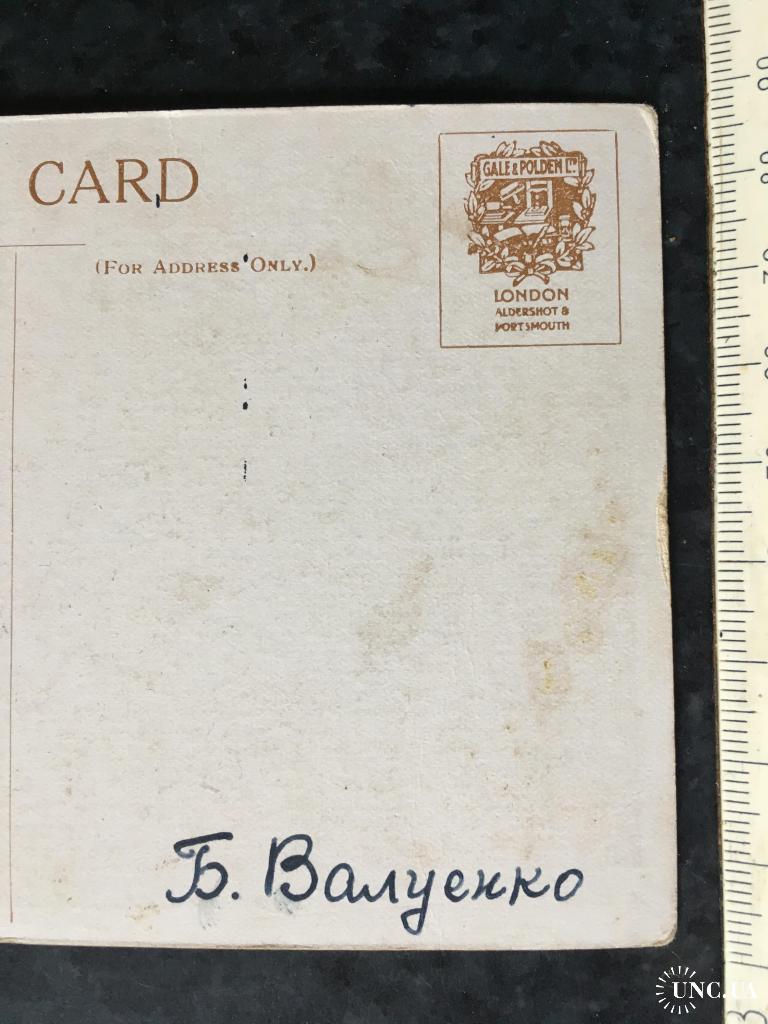 CARD
(FOR ADDRESS ONLY.)
GALE & POLDEN LTD
LONDON
ALDERSHOT &
PORTSMOUTH
Б. Валуенко
UNC.UA